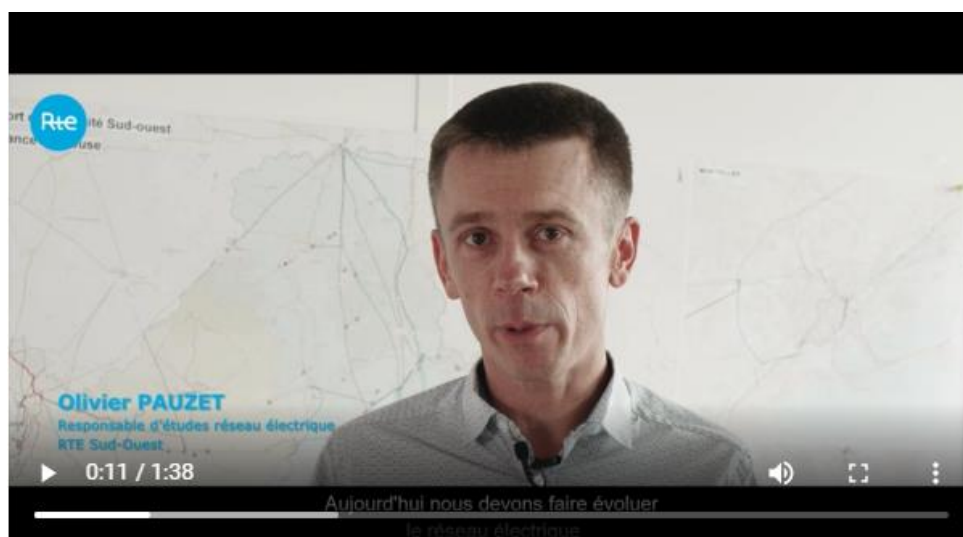 Rte
ité Sud-ouest
Olivier PAUZET
Responsable d'études réseau électrique
RTE Sud-Ouest
0:11 / 1:38
Aujourd'hui nous devons faire évoluer
le réseau électrique